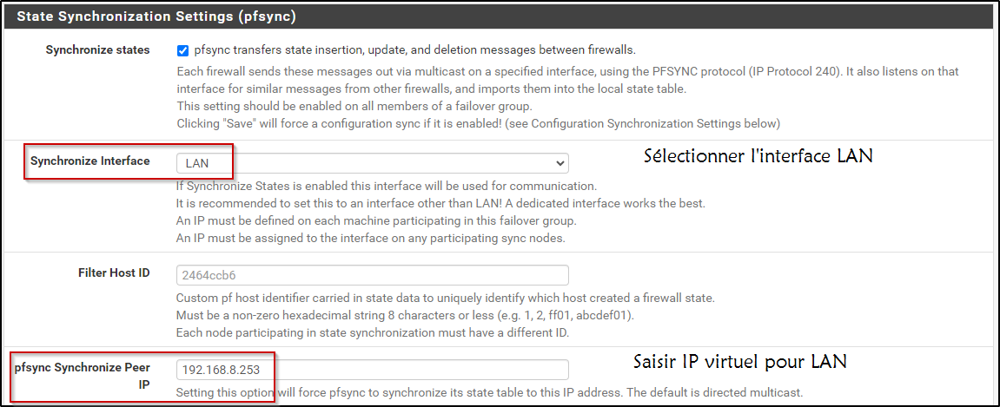 State Synchronization Settings (pfsync)
Synchronize states
pfsync transfers state insertion, update, and deletion messages between firewalls.
Each firewall sends these messages out via multicast on a specified interface, using the PFSYNC protocol (IP Protocol 240). It also listens on that
interface for similar messages from other firewalls, and imports them into the local state table.
This setting should be enabled on all members of a failover group.
Clicking "Save" will force a configuration sync if it is enabled! (see Configuration Synchronization Settings below)
Synchronize Interface
LAN
Sélectionner l'interface LAN
If Synchronize States is enabled this interface will be used for communication.
It is recommended to set this to an interface other than LAN! A dedicated interface works the best.
An IP must be defined on each machine participating in this failover group.
An IP must be assigned to the interface on any participating sync nodes.
Filter Host ID
2464ccb6
Custom pf host identifier carried in state data to uniquely identify which host created a firewall state.
Must be a non-zero hexadecimal string 8 characters or less (e.g. 1, 2, ff01, abcdef01).
Each node participating in state synchronization must have a different ID.
pfsync Synchronize Peer
IP
192.168.8.253
Saisir IP virtuel pour LAN
Setting this option will force pfsync to synchronize its state table to this IP address. The default is directed multicast.